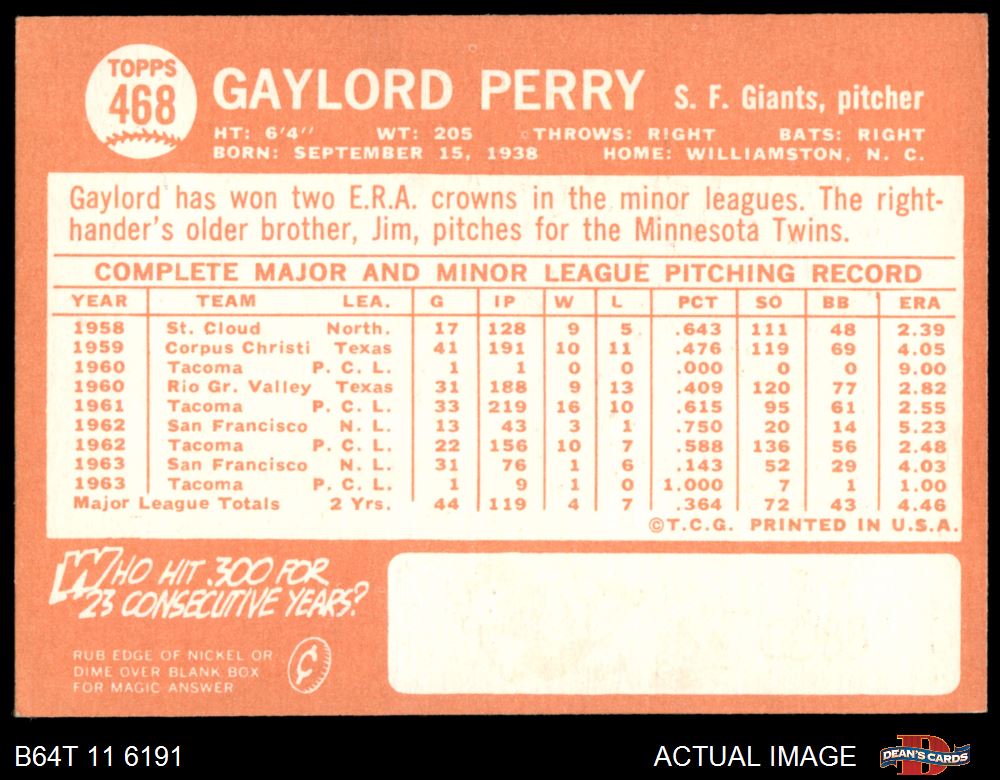 TOPPS
468
GAYLORD PERRY S. F. Giants, pitcher
HT: 6'4" WT: 205 THROWS: RIGHT BATS: RIGHT
BORN: SEPTEMBER 15, 1938 HOME: WILLIAMSTON, N. C.
Gaylord has won two E.R.A. crowns in the minor leagues. The right-
hander's older brother, Jim, pitches for the Minnesota Twins.
COMPLETE MAJOR AND MINOR LEAGUE PITCHING RECORD
YEAR TEAM LEA. G IP W L PCT SO BB ERA
1958 St. Cloud North. 17 128 9 5 .643 111 48 2.39
1959 Corpus Christi Texas 41 191 10 11 .476 119 69 4.05
1960 Tacoma P. C. L. 1 1 0 0 .000 0 0 9.00
1960 Rio Gr. Valley Texas 31 188 9 13 .409 120 77 2.82
1961 Tacoma P. C. L. 33 219 16 10 .615 95 61 2.55
1962 San Francisco N. L. 13 43 3 1 .750 20 14 5.23
1962 Tacoma P. C. L. 22 156 10 7 .588 136 56 2.48
1963 San Francisco N. L. 31 76 1 6 .143 52 29 4.03
1963 Tacoma P. C. L. 1 9 1 0 1.000 7 1 1.00
Major League Totals 2 Yrs. 44 119 4 7 .364 72 43 4.46
©T.C.G. PRINTED IN U.S.A.
WHO HIT .300 FOR
23 CONSECUTIVE YEARS?
RUB EDGE OF NICKEL OR
DIME OVER BLANK BOX
FOR MAGIC ANSWER
¢
B64T 11 6191 ACTUAL IMAGE
D
DEAN'S CARDS